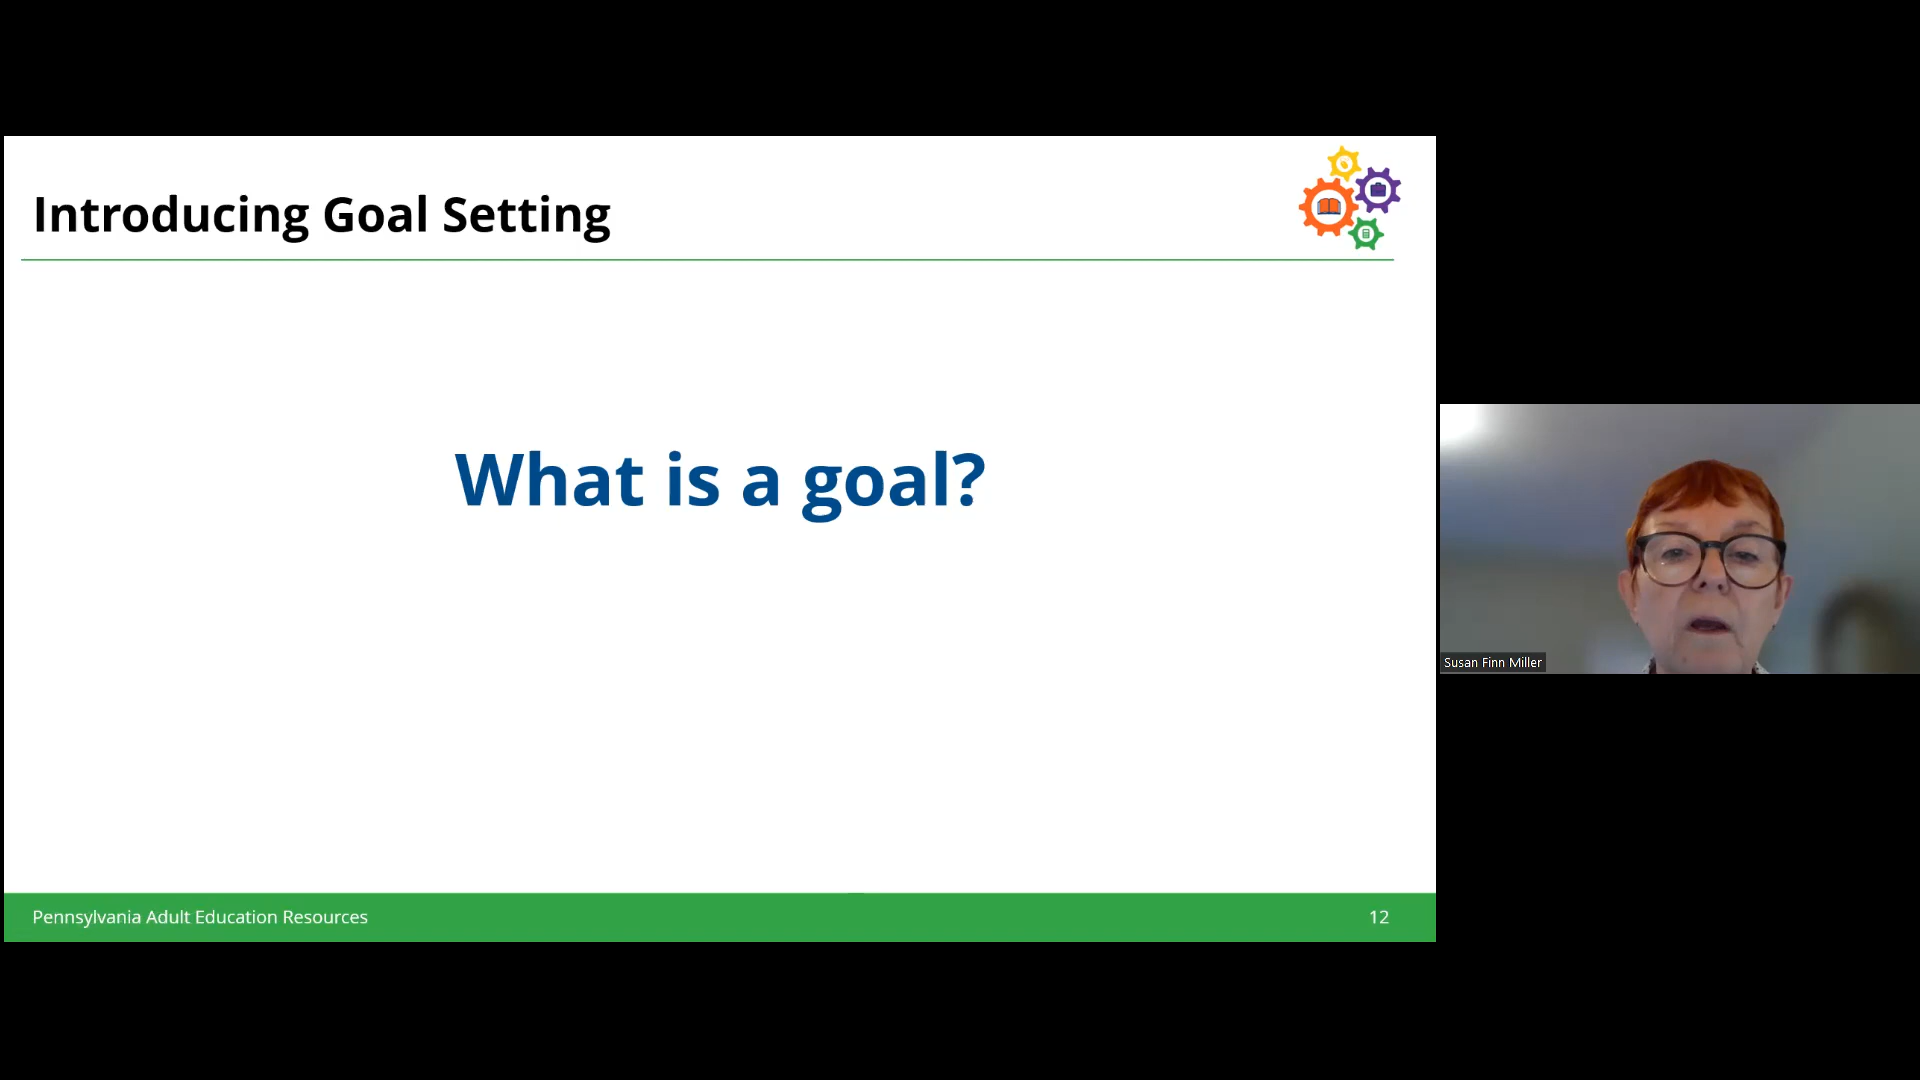 Introducing Goal Setting
What is a goal?
Susan Finn Miller
Pennsylvania Adult Education Resources
12